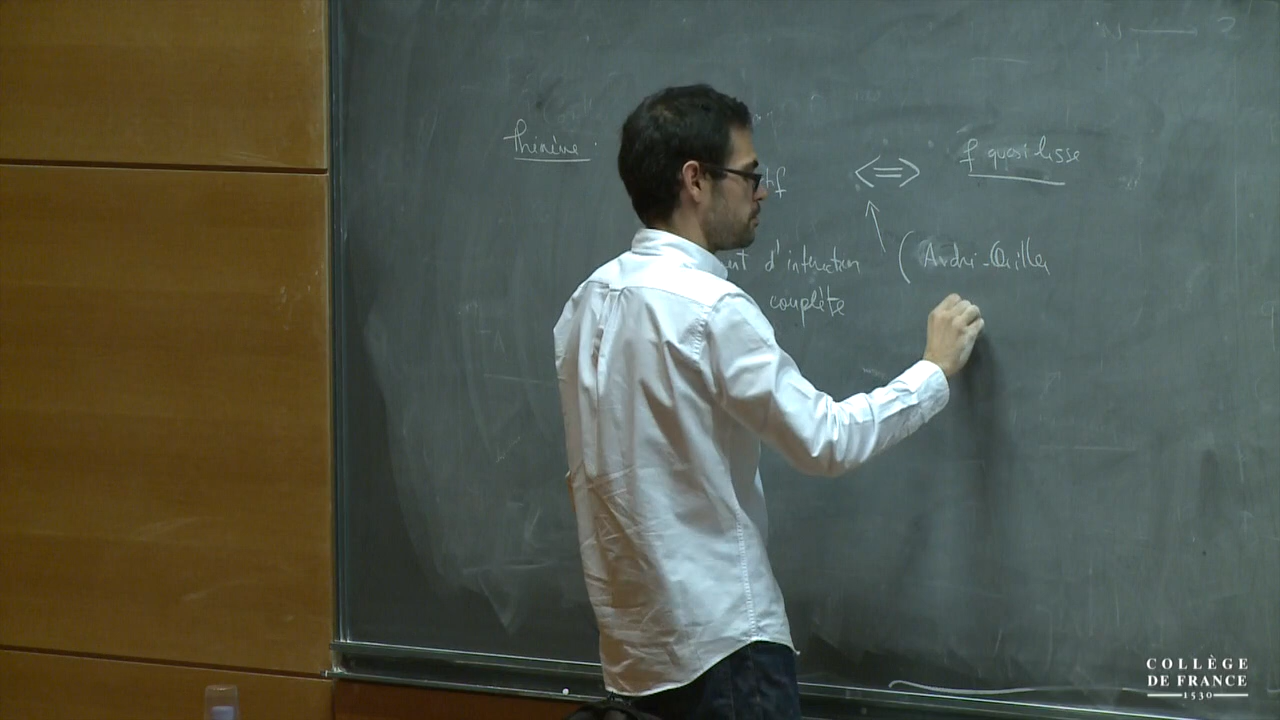 Théorème.
<=> f quasi lisse
d'intersection (André-Quillen
complète
COLLÈGE
DE FRANCE
1530